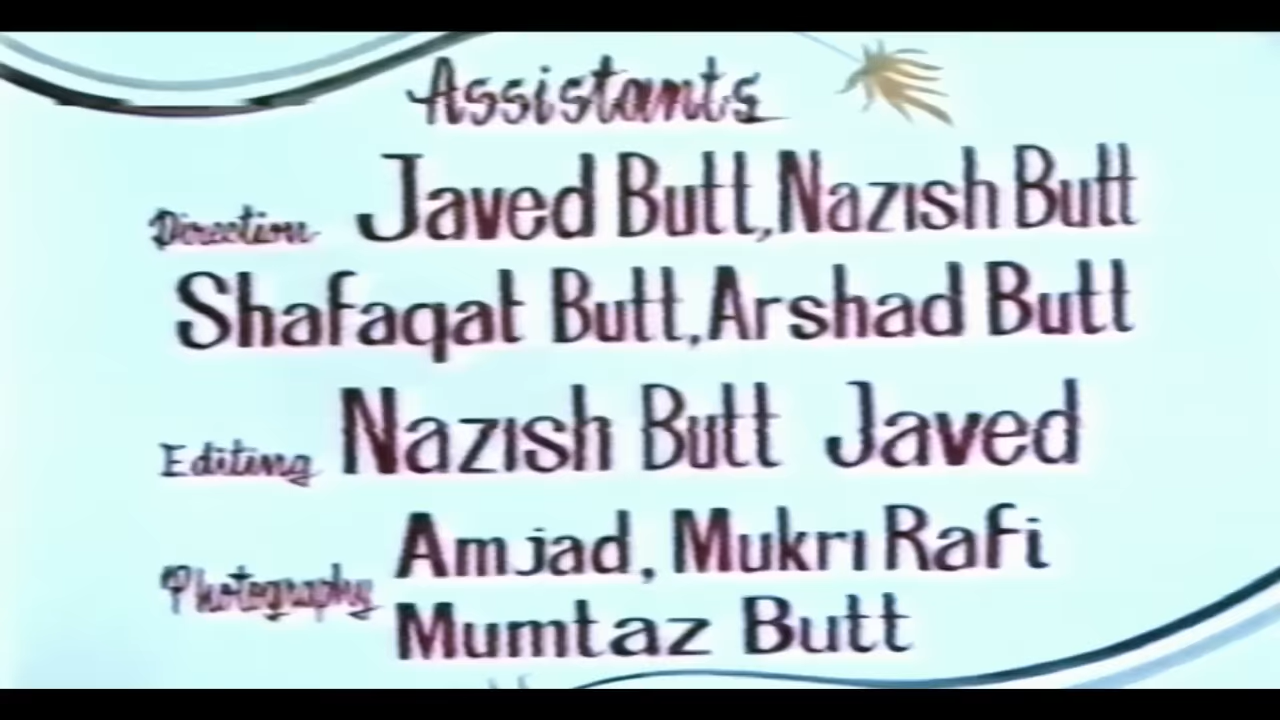 Assistants
Direction Javed Butt, Nazish Butt
Shafaqat Butt, Arshad Butt
Editing Nazish Butt Javed
Photography Amjad, Mukri Rafi
Mumtaz Butt